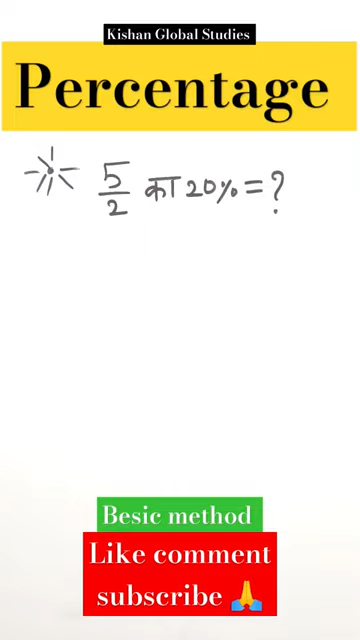 Kishan Global Studies
Percentage
5/2 का 20% = ?
Besic method
Like comment
subscribe 🙏